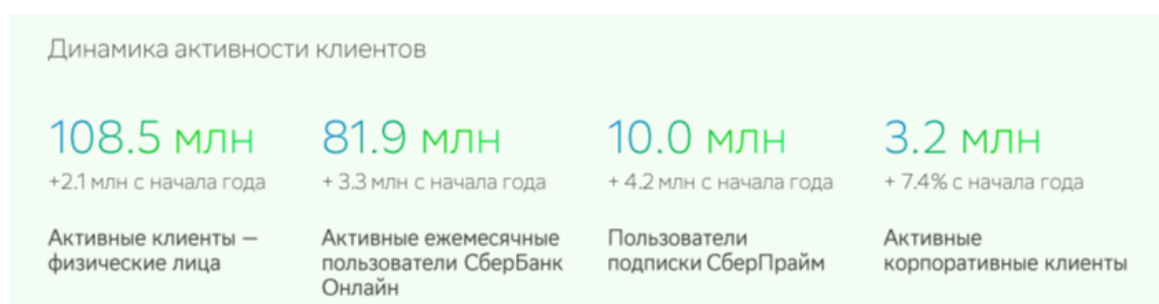 Динамика активности клиентов
108.5 млн
+2.1 млн с начала года
Активные клиенты —
физические лица
81.9 млн
+ 3.3 млн с начала года
Активные ежемесячные
пользователи СберБанк
Онлайн
10.0 млн
+ 4.2 млн с начала года
Пользователи
подписки СберПрайм
3.2 млн
+ 7.4% с начала года
Активные
корпоративные клиенты